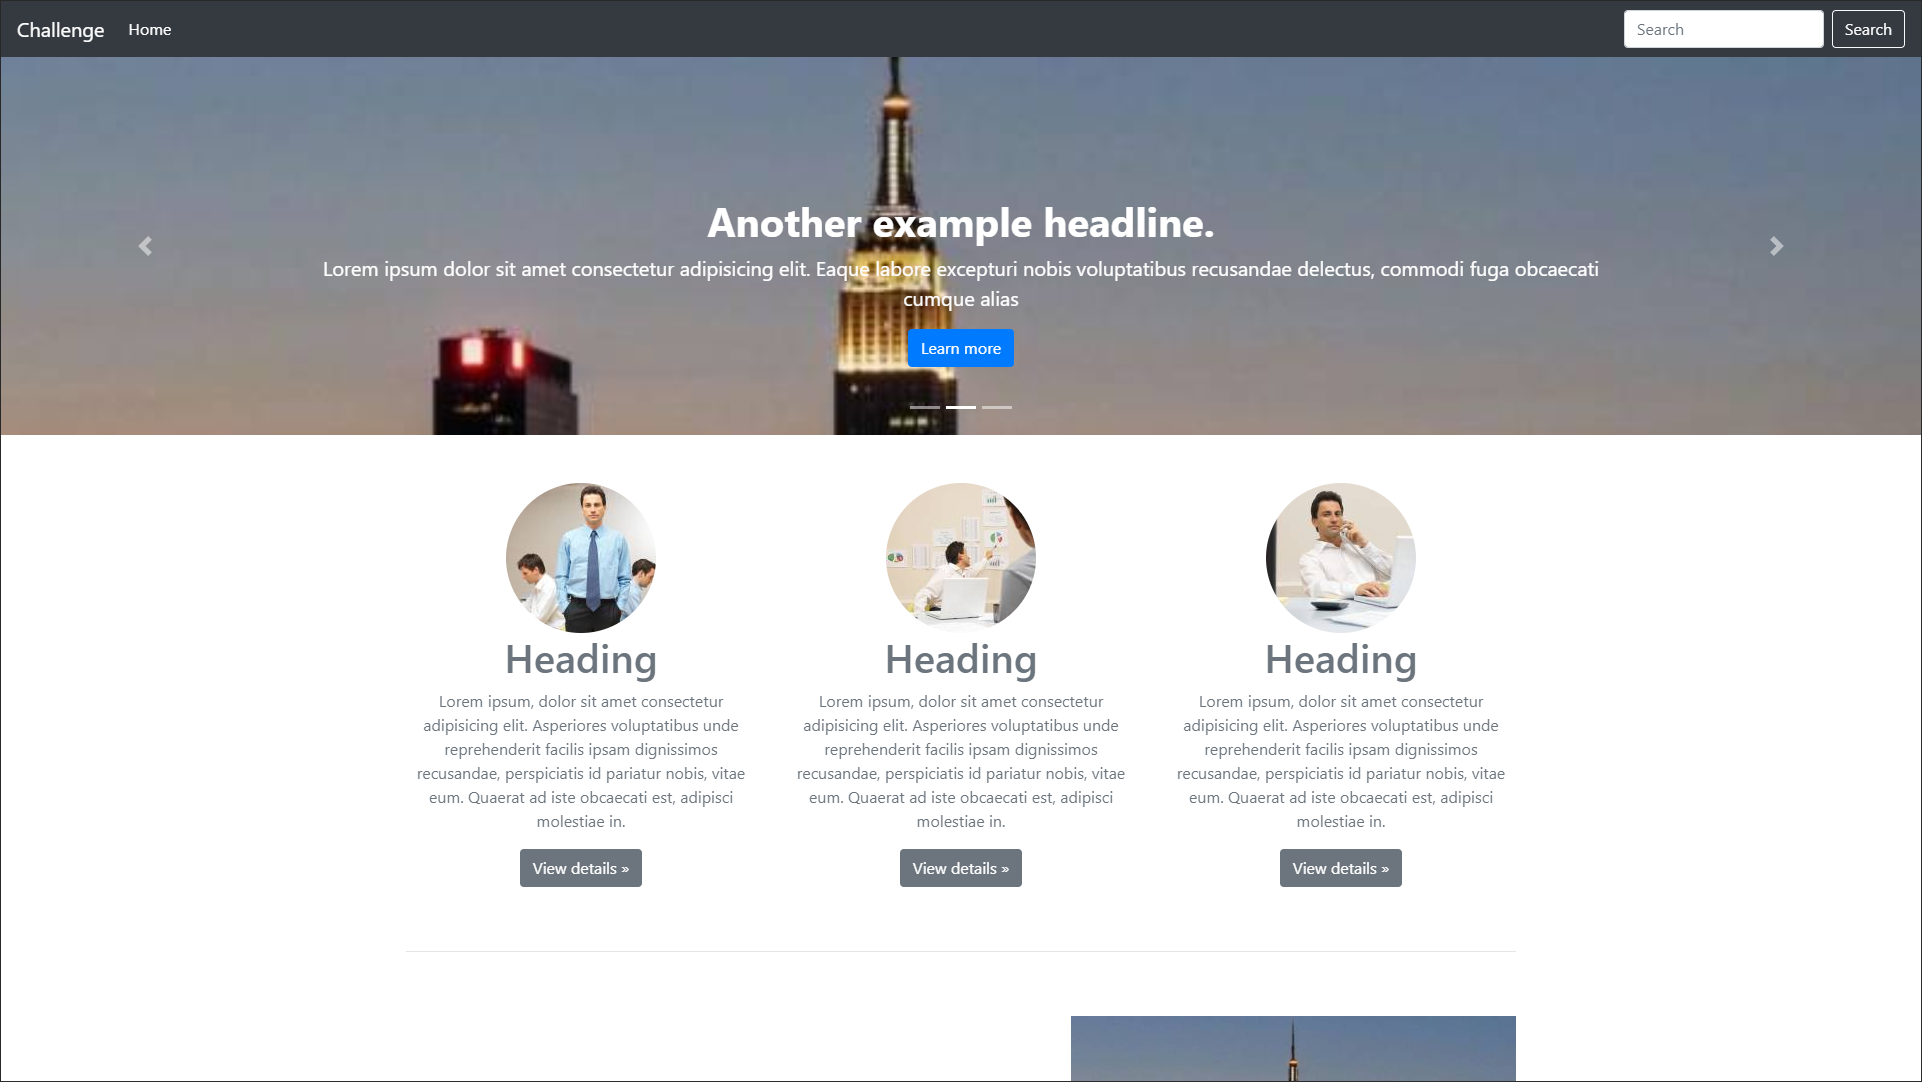 Challenge Home Search Search
Another example headline.
Lorem ipsum dolor sit amet consectetur adipisicing elit. Eaque labore excepturi nobis voluptatibus recusandae delectus, commodi fuga obcaecati
cumque alias
Learn more
Heading
Lorem ipsum, dolor sit amet consectetur
adipisicing elit. Asperiores voluptatibus unde
reprehenderit facilis ipsam dignissimos
recusandae, perspiciatis id pariatur nobis, vitae
eum. Quaerat ad iste obcaecati est, adipisci
molestiae in.
View details »
Heading
Lorem ipsum, dolor sit amet consectetur
adipisicing elit. Asperiores voluptatibus unde
reprehenderit facilis ipsam dignissimos
recusandae, perspiciatis id pariatur nobis, vitae
eum. Quaerat ad iste obcaecati est, adipisci
molestiae in.
View details »
Heading
Lorem ipsum, dolor sit amet consectetur
adipisicing elit. Asperiores voluptatibus unde
reprehenderit facilis ipsam dignissimos
recusandae, perspiciatis id pariatur nobis, vitae
eum. Quaerat ad iste obcaecati est, adipisci
molestiae in.
View details »